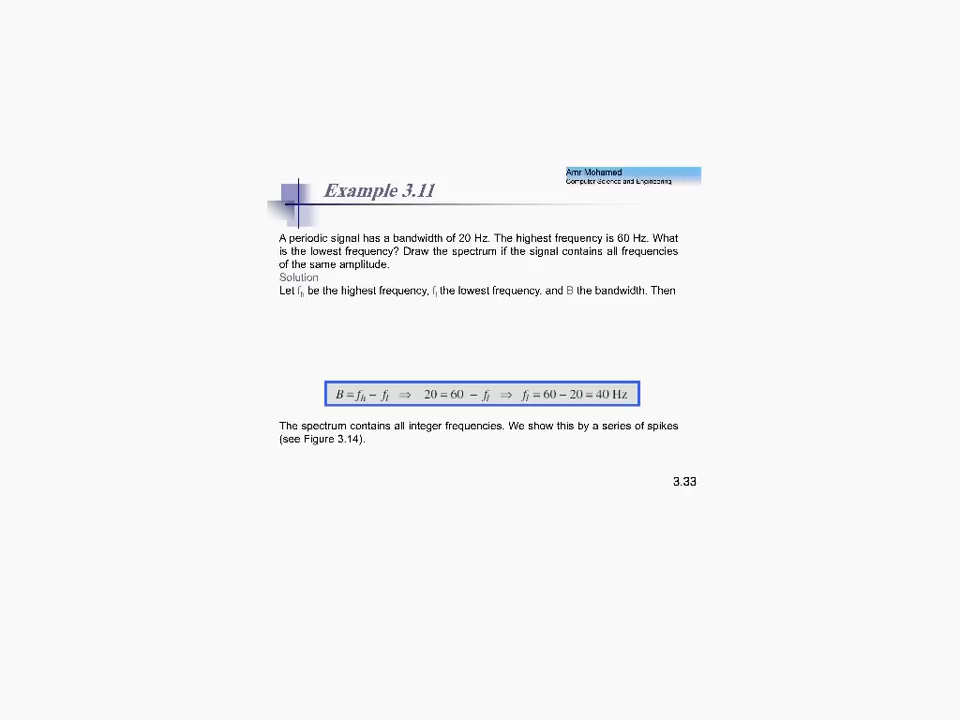 Amr Mohamed
Computer Science and Engineering
Example 3.11
A periodic signal has a bandwidth of 20 Hz. The highest frequency is 60 Hz. What
is the lowest frequency? Draw the spectrum if the signal contains all frequencies
of the same amplitude.
Solution
Let fh be the highest frequency, fl the lowest frequency. and B the bandwidth. Then
B = fh − fl ⇒ 20 = 60 − fl ⇒ fl = 60 − 20 = 40 Hz
The spectrum contains all integer frequencies. We show this by a series of spikes
(see Figure 3.14).
3.33